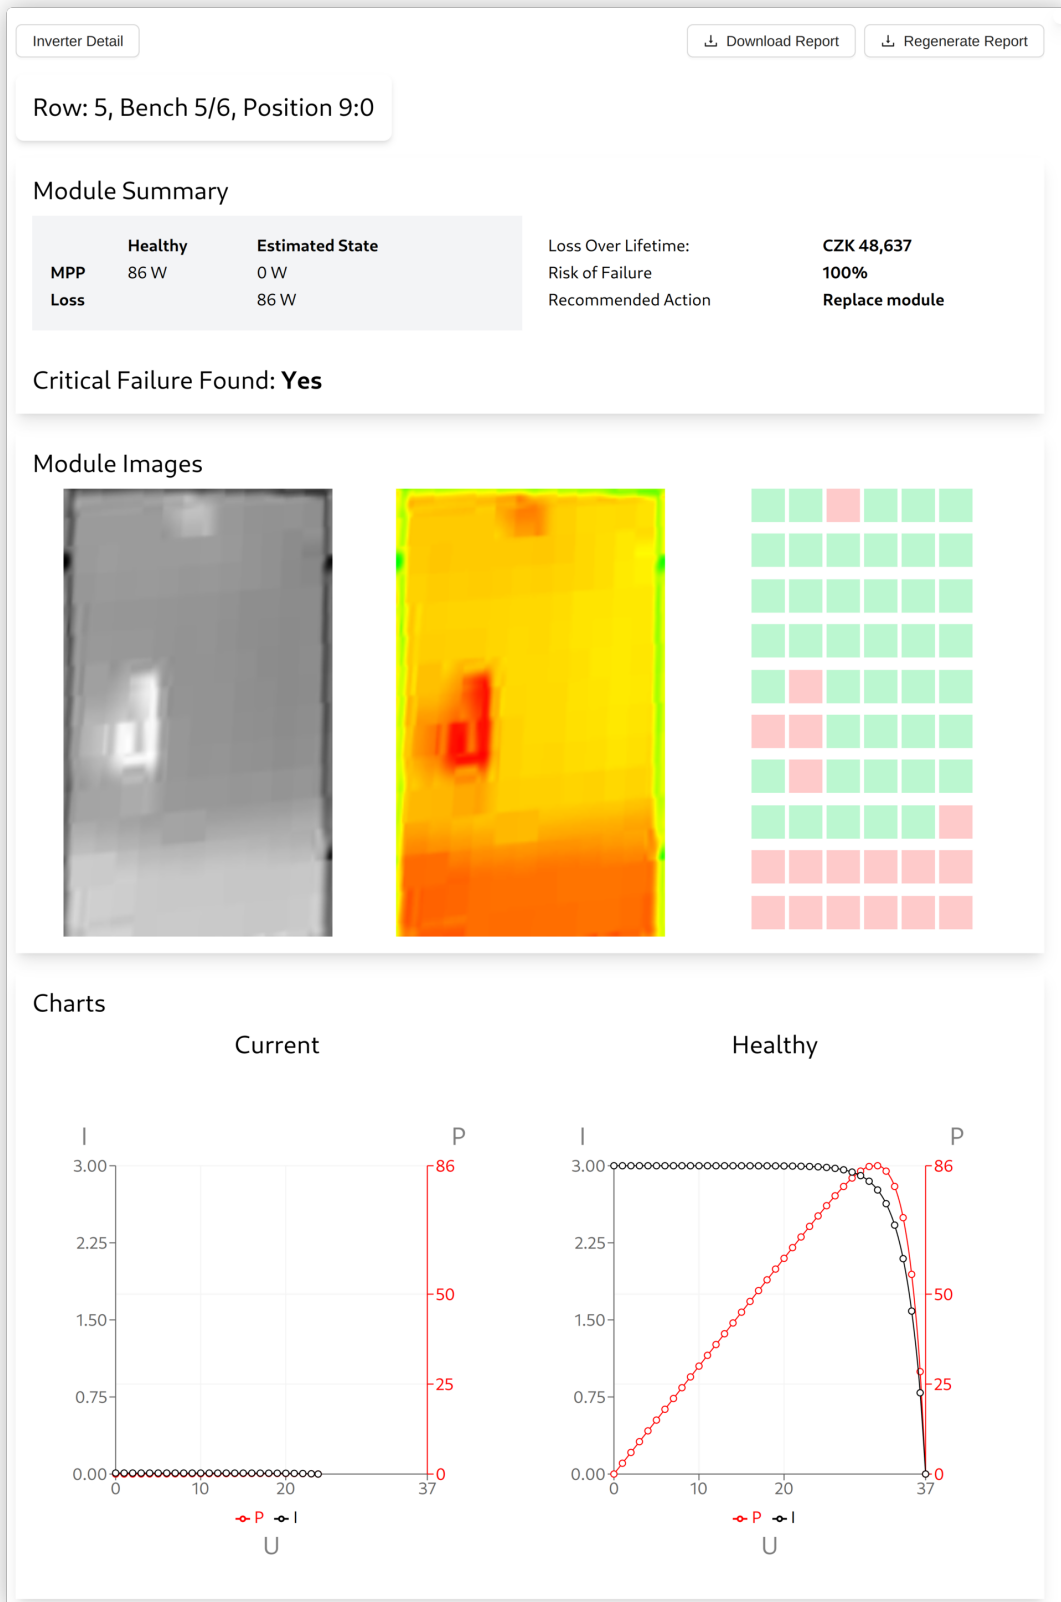 Inverter Detail
Download Report
Regenerate Report
Row: 5, Bench 5/6, Position 9:0
Module Summary
Healthy Estimated State
MPP 86 W 0 W
Loss 86 W
Loss Over Lifetime: CZK 48,637
Risk of Failure 100%
Recommended Action Replace module
Critical Failure Found: Yes
Module Images
Charts
Current
I P
3.00 86
2.25
50
1.50
25
0.75
0.00 0
0 10 20 37
P I
U
Healthy
I P
3.00 86
2.25
50
1.50
25
0.75
0.00 0
0 10 20 37
P I
U